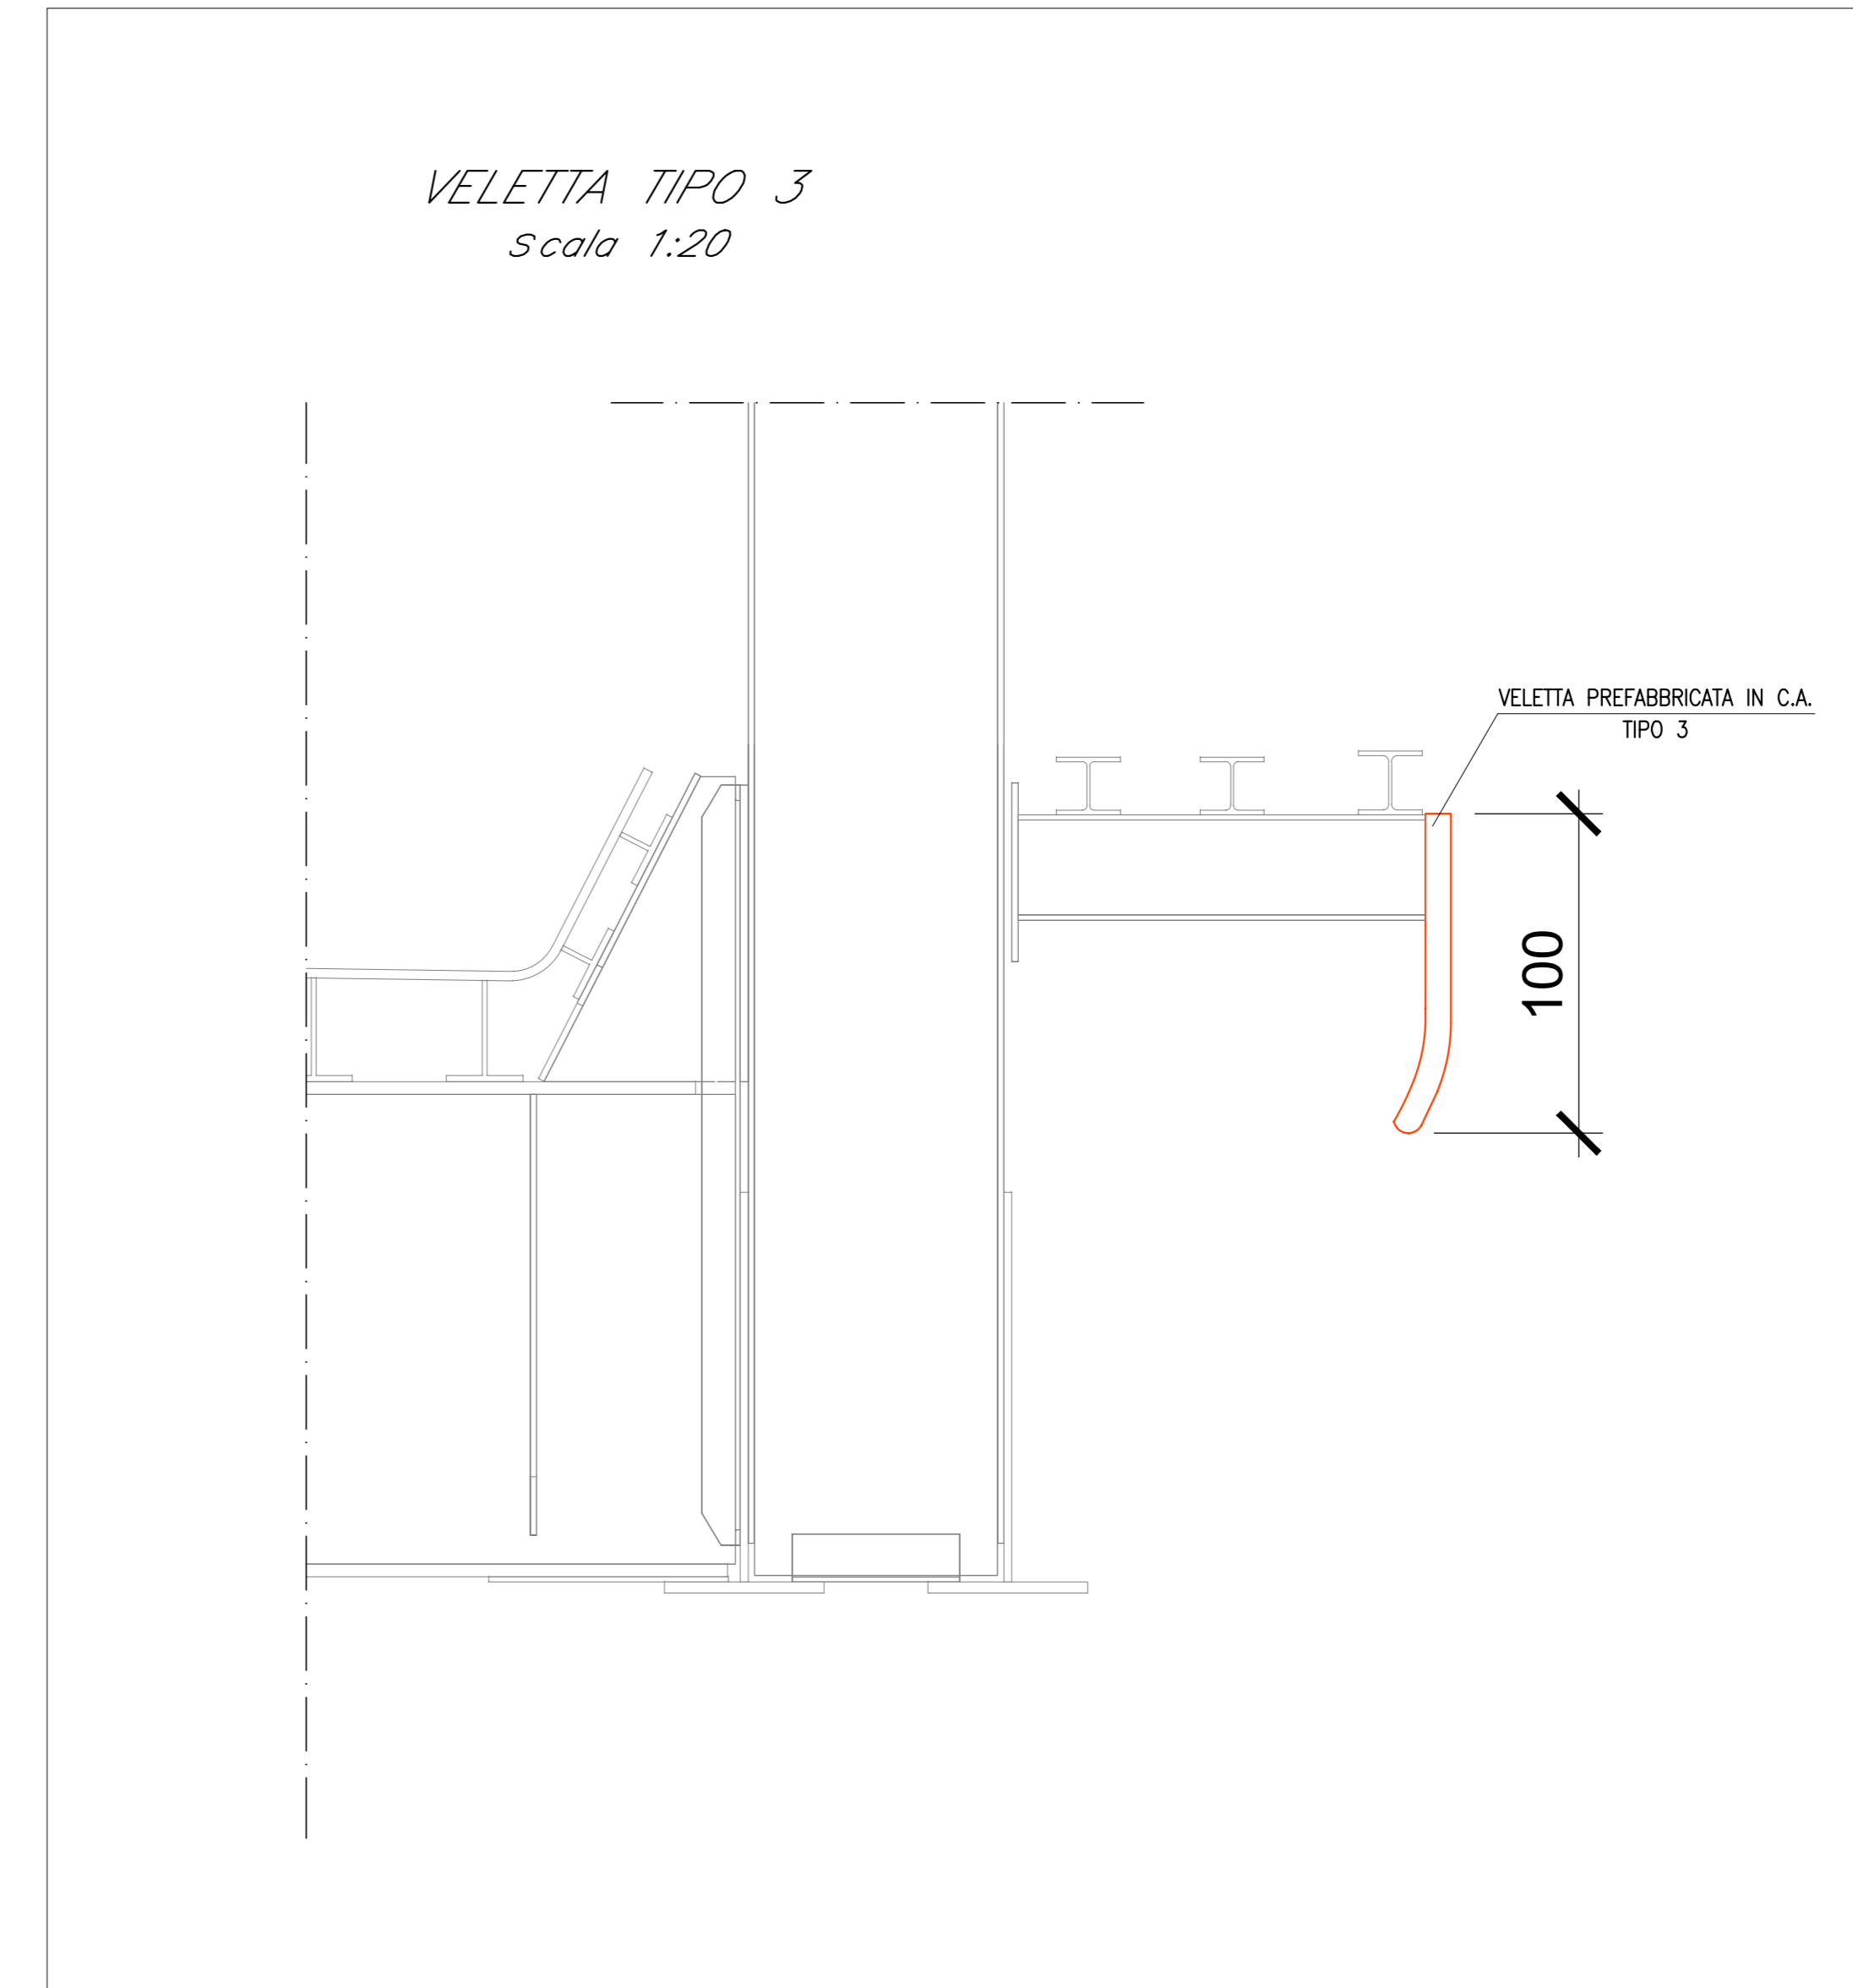 VELETTA TIPO 3
scala 1:20
VELETTA PREFABBRICATA IN C.A.
TIPO 3
100